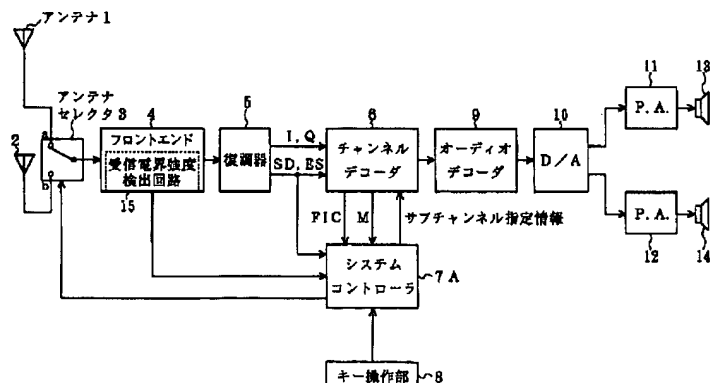 アンテナ1
アンテナ
セレクタ3
2
a
b
4
フロントエンド
受信電界強度
検出回路
15
5
復調器
I, Q
SD, ES
6
チャンネル
デコーダ
9
オーディオ
デコーダ
10
D/A
11
P.A.
13
12
P.A.
14
FIC
M
サブチャンネル指定情報
システム
コントローラ
7A
キー操作部
8